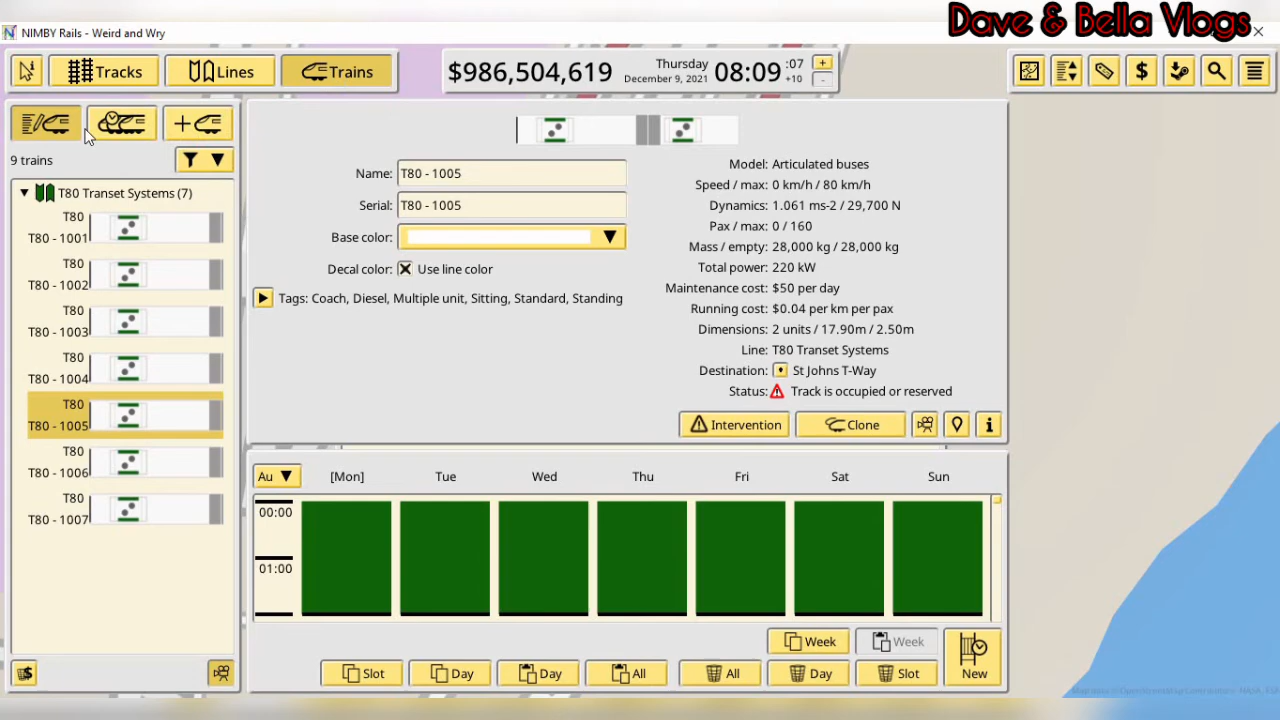 Dave & Bella Vlogs
NIMBY Rails - Weird and Wry
Tracks
Lines
Trains
$986,504,619
Thursday
December 9, 2021
08:09
:07
+10
+
-
$
9 trains
T80 Transet Systems (7)
T80
T80 - 1001
T80
T80 - 1002
T80
T80 - 1003
T80
T80 - 1004
T80
T80 - 1005
T80
T80 - 1006
T80
T80 - 1007
Name: T80 - 1005
Serial: T80 - 1005
Base color:
Decal color: Use line color
Tags: Coach, Diesel, Multiple unit, Sitting, Standard, Standing
Model: Articulated buses
Speed / max: 0 km/h / 80 km/h
Dynamics: 1.061 ms-2 / 29,700 N
Pax / max: 0 / 160
Mass / empty: 28,000 kg / 28,000 kg
Total power: 220 kW
Maintenance cost: $50 per day
Running cost: $0.04 per km per pax
Dimensions: 2 units / 17.90m / 2.50m
Line: T80 Transet Systems
Destination: St Johns T-Way
Status: Track is occupied or reserved
Intervention
Clone
Au
[Mon] Tue Wed Thu Fri Sat Sun
00:00
01:00
Week
Week
New
Slot
Day
Day
All
All
Day
Slot